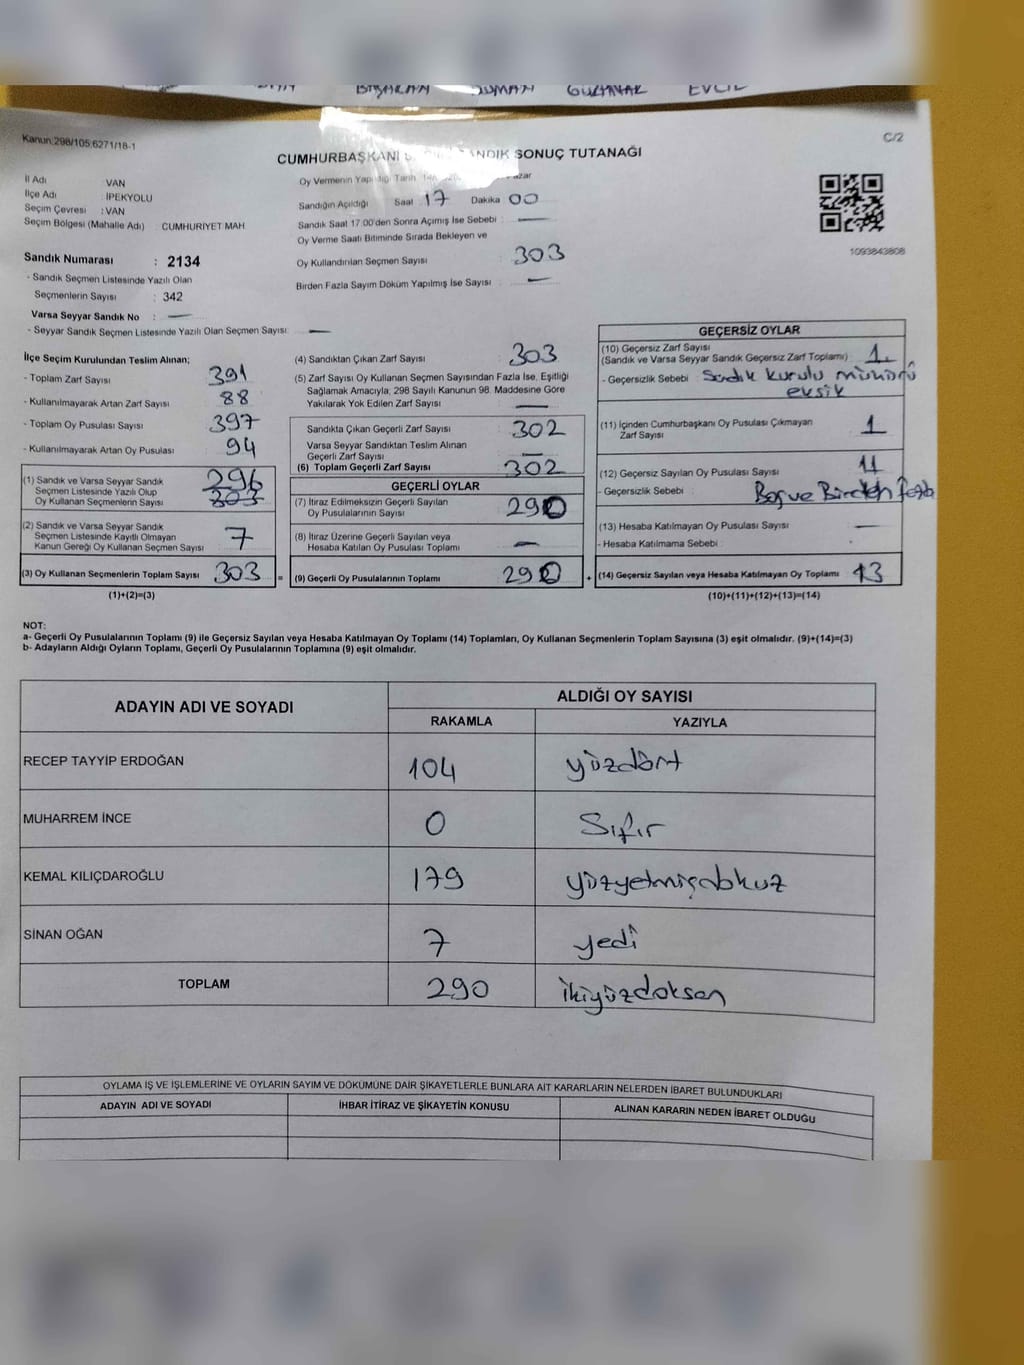 BAŞARAN DUMAN EVLİL
Kanun:298/105;6271/18-1
C/2
CUMHURBAŞKANI SANDIK SONUÇ TUTANAĞI
İl Adı : VAN
İlçe Adı : İPEKYOLU
Seçim Çevresi : VAN
Seçim Bölgesi (Mahalle Adı) : CUMHURİYET MAH
Sandık Numarası : 2134
- Sandık Seçmen Listesinde Yazılı Olan
Seçmenlerin Sayısı : 342
Varsa Seyyar Sandık No : —
- Seyyar Sandık Seçmen Listesinde Yazılı Olan Seçmen Sayısı: —
Oy Vermenin Yapıldığı Tarih
Sandığın Açıldığı Saat 17 Dakika 00
Sandık Saat 17.00'den Sonra Açımış İse Sebebi : —
Oy Verme Saati Bitiminde Sırada Bekleyen ve
Oy Kullandırılan Seçmen Sayısı : 303
Birden Fazla Sayım Döküm Yapılmış İse Sayısı : —
1093843808
İlçe Seçim Kurulundan Teslim Alınan;
- Toplam Zarf Sayısı 391
- Kullanılmayarak Artan Zarf Sayısı 88
- Toplam Oy Pusulası Sayısı 397
- Kullanılmayarak Artan Oy Pusulası 94
(1) Sandık ve Varsa Seyyar Sandık 296
Seçmen Listesinde Yazılı Olup
Oy Kullanan Seçmenlerin Sayısı 303
(2) Sandık ve Varsa Seyyar Sandık
Seçmen Listesinde Kayıtlı Olmayan 7
Kanun Gereği Oy Kullanan Seçmen Sayısı
(3) Oy Kullanan Seçmenlerin Toplam Sayısı 303 =
(1)+(2)=(3)
(4) Sandıktan Çıkan Zarf Sayısı 303
(5) Zarf Sayısı Oy Kullanan Seçmen Sayısından Fazla İse, Eşitliği
Sağlamak Amacıyla, 298 Sayılı Kanunun 98. Maddesine Göre
Yakılarak Yok Edilen Zarf Sayısı —
Sandıkta Çıkan Geçerli Zarf Sayısı 302
Varsa Seyyar Sandıktan Teslim Alınan
Geçerli Zarf Sayısı —
(6) Toplam Geçerli Zarf Sayısı 302
GEÇERLİ OYLAR
(7) İtiraz Edilmeksizin Geçerli Sayılan
Oy Pusulalarının Sayısı 290
(8) İtiraz Üzerine Geçerli Sayılan veya
Hesaba Katılan Oy Pusulası Toplamı —
(9) Geçerli Oy Pusulalarının Toplamı 290 +
GEÇERSİZ OYLAR
(10) Geçersiz Zarf Sayısı
(Sandık ve Varsa Seyyar Sandık Geçersiz Zarf Toplamı) 1
- Geçersizlik Sebebi : Sandık kurulu mührü
eksik
(11) İçinden Cumhurbaşkanı Oy Pusulası Çıkmayan
Zarf Sayısı 1
(12) Geçersiz Sayılan Oy Pusulası Sayısı 11
- Geçersizlik Sebebi : Boş ve Birden fazla
(13) Hesaba Katılmayan Oy Pusulası Sayısı —
- Hesaba Katılmama Sebebi :
(14) Geçersiz Sayılan veya Hesaba Katılmayan Oy Toplamı 13
(10)+(11)+(12)+(13)=(14)
NOT:
a- Geçerli Oy Pusulalarının Toplamı (9) ile Geçersiz Sayılan veya Hesaba Katılmayan Oy Toplamı (14) Toplamları, Oy Kullanan Seçmenlerin Toplam Sayısına (3) eşit olmalıdır. (9)+(14)=(3)
b- Adayların Aldığı Oyların Toplamı, Geçerli Oy Pusulalarının Toplamına (9) eşit olmalıdır.
ADAYIN ADI VE SOYADI ALDIĞI OY SAYISI
RAKAMLA YAZIYLA
RECEP TAYYİP ERDOĞAN 104 yüzdört
MUHARREM İNCE 0 Sıfır
KEMAL KILIÇDAROĞLU 179 yüzyetmişdokuz
SİNAN OĞAN 7 yedi
TOPLAM 290 ikiyüzdoksan
OYLAMA İŞ VE İŞLEMLERİNE VE OYLARIN SAYIM VE DÖKÜMÜNE DAİR ŞİKAYETLERLE BUNLARA AİT KARARLARIN NELERDEN İBARET BULUNDUKLARI
ADAYIN ADI VE SOYADI İHBAR İTİRAZ VE ŞİKAYETİN KONUSU ALINAN KARARIN NEDEN İBARET OLDUĞU